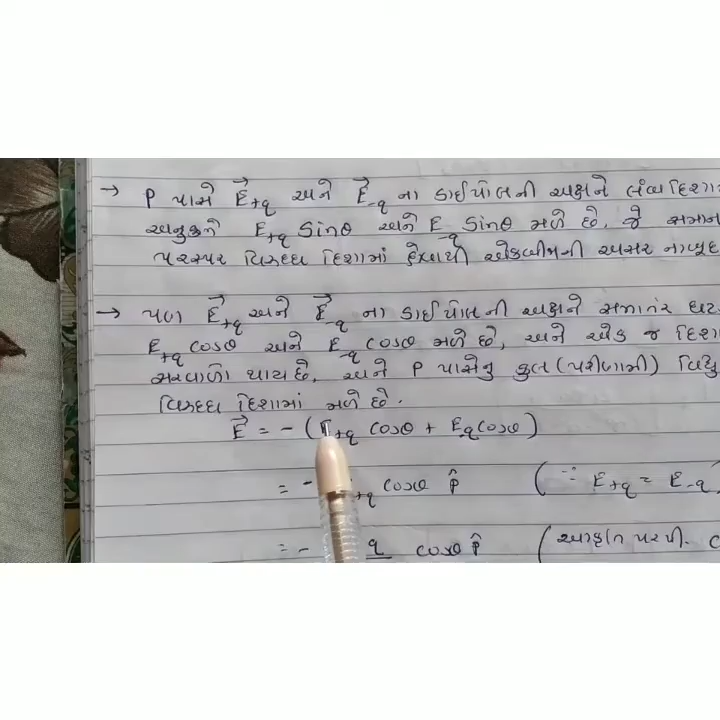 → P પાસે E⃗+q અને E⃗-q ના ડાઈપોલની અક્ષને લંબ દિશા
અનુક્રમે E+q Sinθ અને E-q Sinθ મળે છે, જે સમાન
પરસ્પર વિરુદ્ધ દિશામાં હોવાથી એકબીજાની અસર નાબૂદ
→ પણ E⃗+q અને E⃗-q ના ડાઈપોલની અક્ષને સમાંતર ઘટ
E+q cosθ અને E-q cosθ મળે છે, અને એક જ દિશા
સરવાળો થાય છે, અને P પાસેનુ કુલ (પરીણામી) વિદ્યુ
વિરુદ્ધ દિશામાં મળે છે.
E⃗ = - (E+q cosθ + E-q cosθ)
= - +q cosθ p̂ (∵ E+q = E-q
= - q cosθ p̂ (આકૃતિ પરથી. c